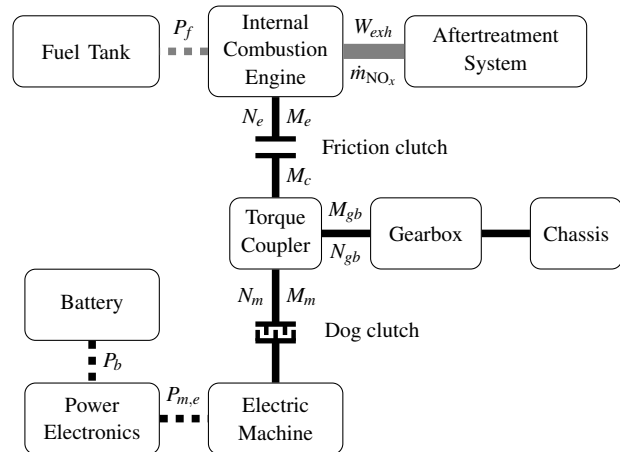 Fuel Tank
P_f
Internal
Combustion
Engine
W_exh
ṁ_NOₓ
Aftertreatment
System
N_e
M_e
Friction clutch
M_c
Torque
Coupler
M_gb
N_gb
Gearbox
Chassis
N_m
M_m
Dog clutch
Battery
P_b
Power
Electronics
P_m,e
Electric
Machine